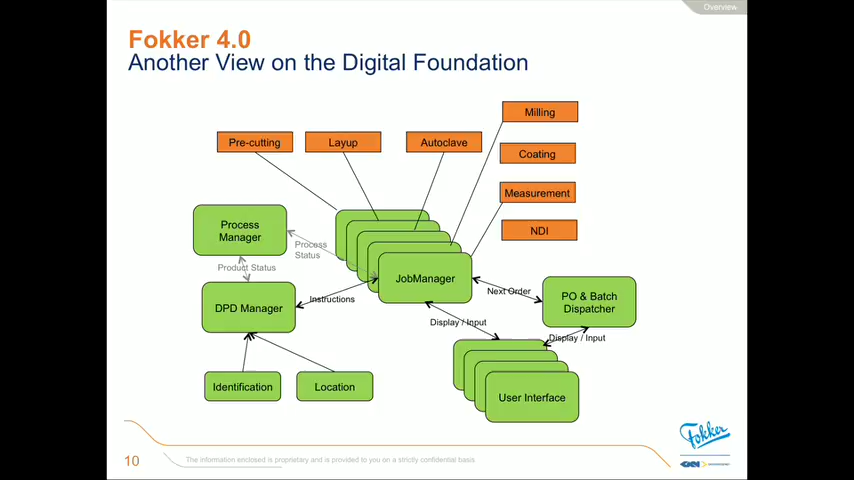 Overview
Fokker 4.0
Another View on the Digital Foundation
Milling
Pre-cutting
Layup
Autoclave
Coating
Measurement
NDI
Process
Manager
Process
Status
Product Status
JobManager
DPD Manager
Instructions
Next Order
PO & Batch
Dispatcher
Display / Input
Display / Input
Identification
Location
User Interface
10
The information enclosed is proprietary and is provided to you on a strictly confidential basis
Fokker
GKN